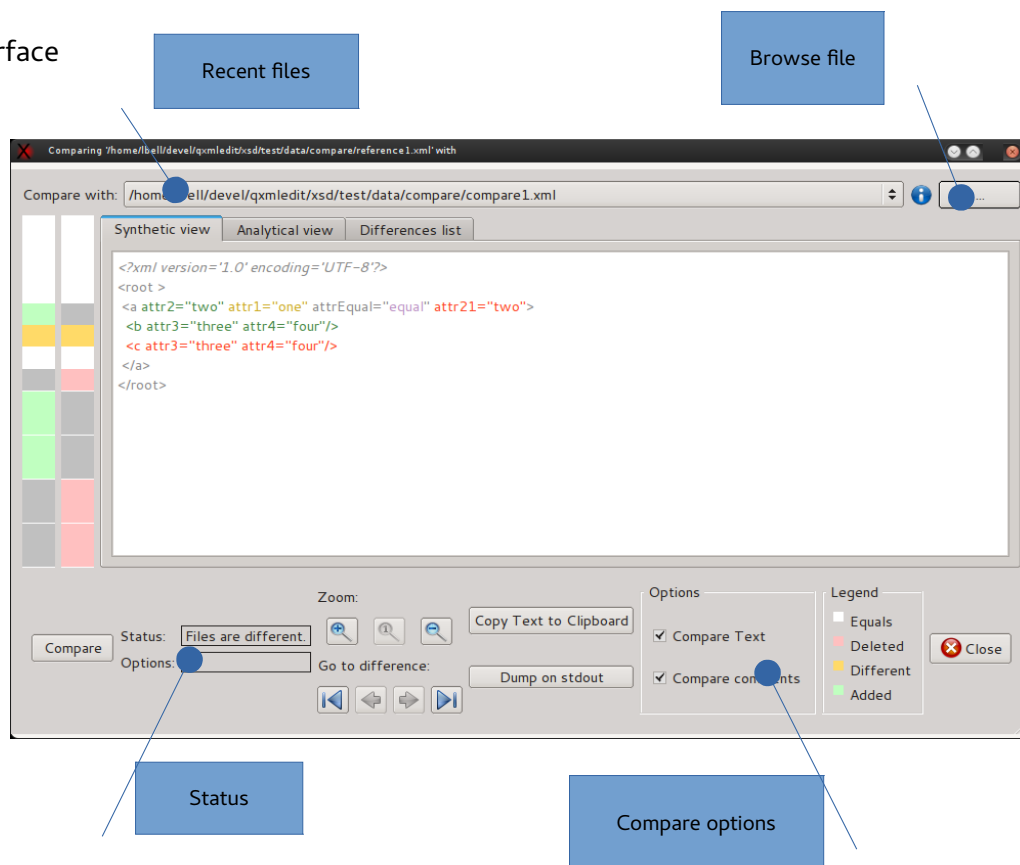 rface
Recent files
Browse file
Comparing '/home/lbell/devel/qxmledit/xsd/test/data/compare/reference1.xml' with
Compare with: /home ell/devel/qxmledit/xsd/test/data/compare/compare1.xml
...
Synthetic view Analytical view Differences list
<?xml version='1.0' encoding='UTF-8'?>
<root >
<a attr2="two" attr1="one" attrEqual="equal" attr21="two">
<b attr3="three" attr4="four"/>
<c attr3="three" attr4="four"/>
</a>
</root>
Zoom:
Options
Legend
Copy Text to Clipboard
Equals
Compare
Status: Files are different.
Compare Text
Deleted
Close
Options:
Go to difference:
Dump on stdout
Compare com ents
Different
Added
Status
Compare options